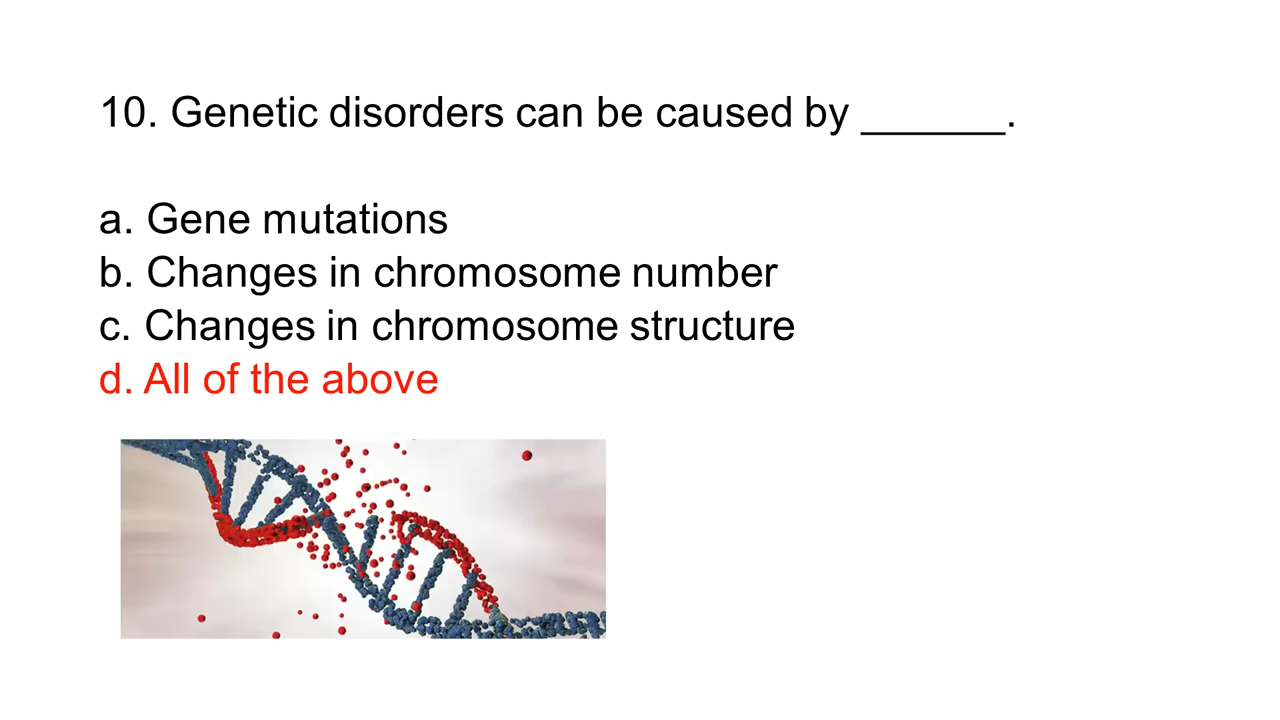 10. Genetic disorders can be caused by ______.
a. Gene mutations
b. Changes in chromosome number
c. Changes in chromosome structure
d. All of the above